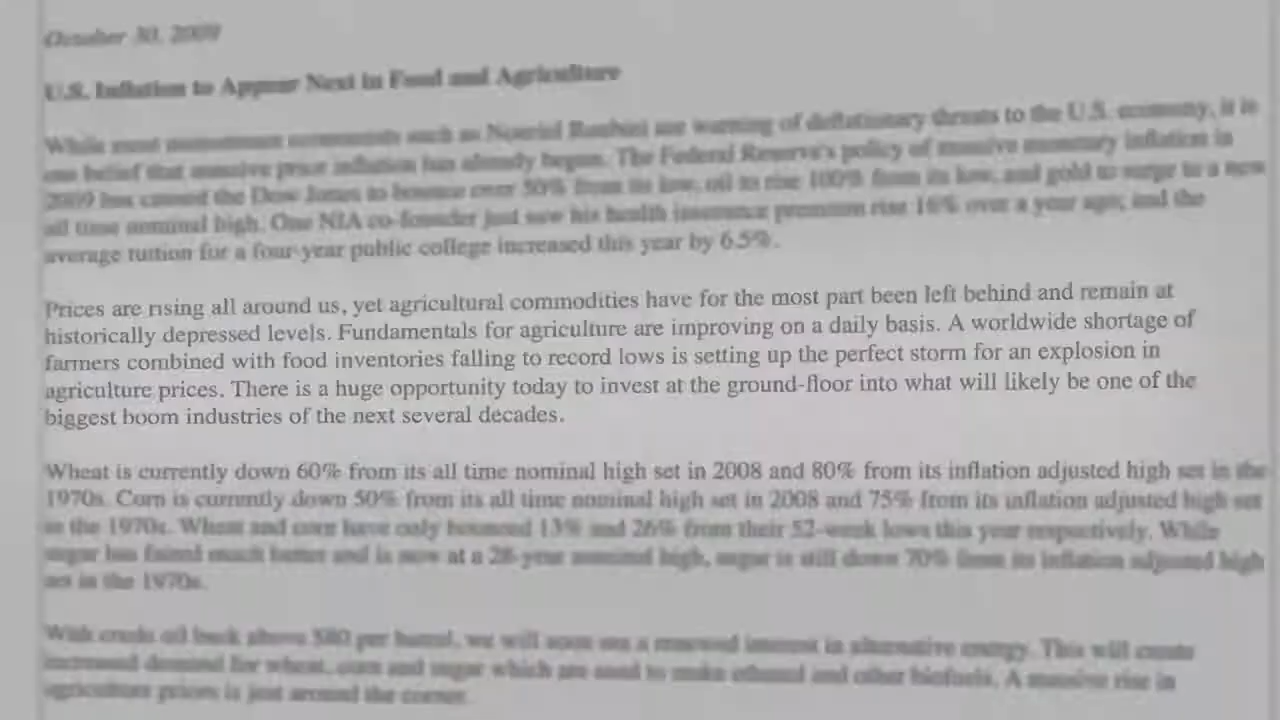 October 30, 2009
U.S. Inflation to Appear Next in Food and Agriculture
While most mainstream economists such as Nouriel Roubini are warning of deflationary threats to the U.S. economy, it is
our belief that massive price inflation has already begun. The Federal Reserve's policy of massive monetary inflation in
2009 has caused the Dow Jones to bounce over 50% from its low, oil to rise 100% from its low, and gold to surge to a new
all time nominal high. One NIA co-founder just saw his health insurance premium rise 16% over a year ago; and the
average tuition for a four-year public college increased this year by 6.5%.
Prices are rising all around us, yet agricultural commodities have for the most part been left behind and remain at
historically depressed levels. Fundamentals for agriculture are improving on a daily basis. A worldwide shortage of
farmers combined with food inventories falling to record lows is setting up the perfect storm for an explosion in
agriculture prices. There is a huge opportunity today to invest at the ground-floor into what will likely be one of the
biggest boom industries of the next several decades.
Wheat is currently down 60% from its all time nominal high set in 2008 and 80% from its inflation adjusted high set in the
1970s. Corn is currently down 50% from its all time nominal high set in 2008 and 75% from its inflation adjusted high set
in the 1970s. Wheat and corn have only bounced 13% and 26% from their 52-week lows this year respectively. While
sugar has faired much better and is now at a 28-year nominal high, sugar is still down 70% from its inflation adjusted high
set in the 1970s.
With crude oil back above $80 per barrel, we will soon see a renewed interest in alternative energy. This will create
increased demand for wheat, corn and sugar which are used to make ethanol and other biofuels. A massive rise in
agriculture prices is just around the corner.